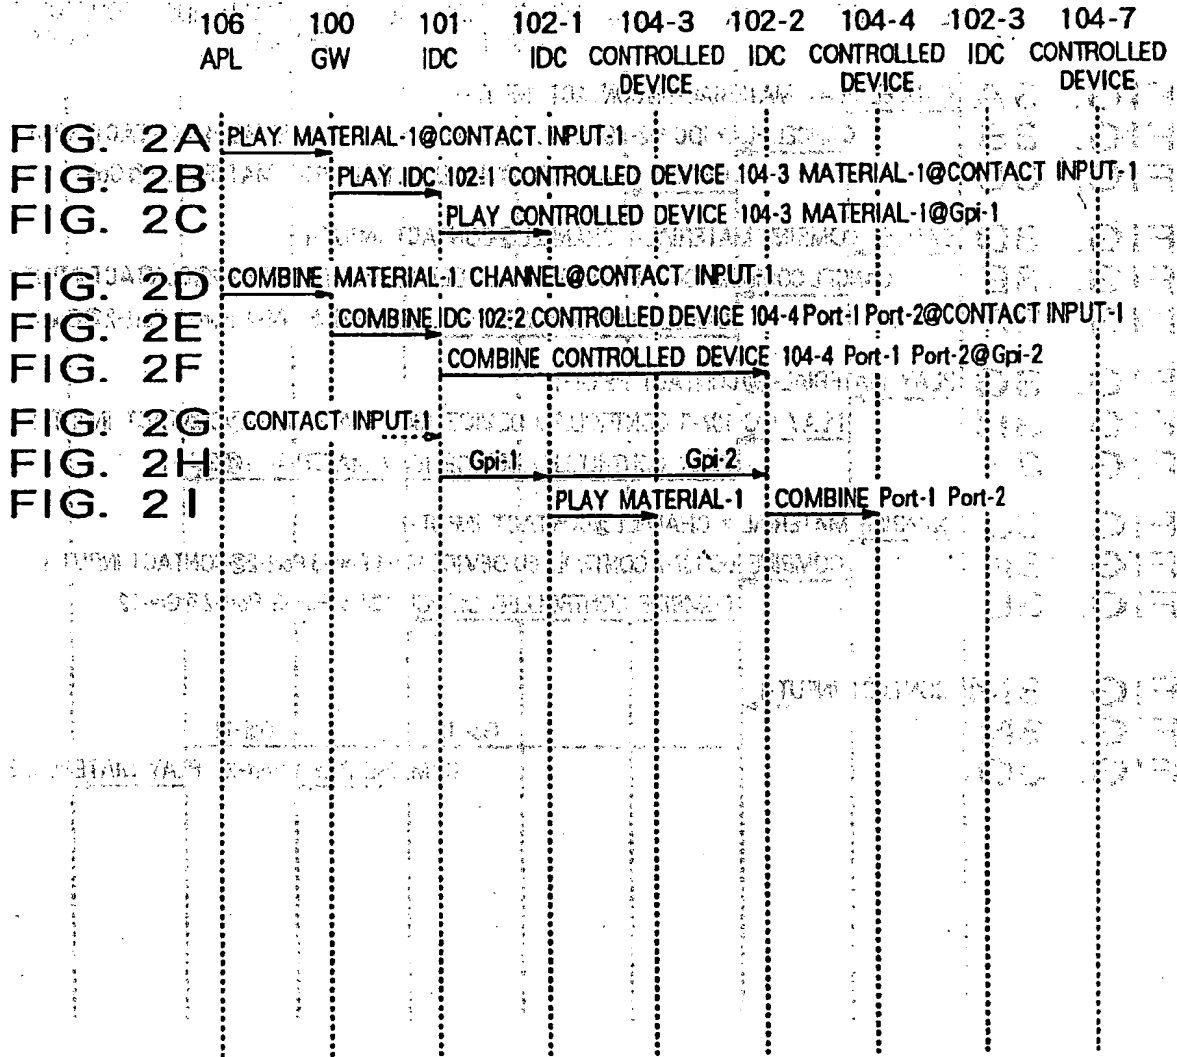 106 100 101 102-1 104-3 102-2 104-4 102-3 104-7
APL GW IDC IDC CONTROLLED IDC CONTROLLED IDC CONTROLLED
DEVICE DEVICE DEVICE
FIG. 2A PLAY MATERIAL-1@CONTACT INPUT-1
FIG. 2B PLAY IDC 102-1 CONTROLLED DEVICE 104-3 MATERIAL-1@CONTACT INPUT-1
FIG. 2C PLAY CONTROLLED DEVICE 104-3 MATERIAL-1@Gpi-1
FIG. 2D COMBINE MATERIAL-1 CHANNEL@CONTACT INPUT-1
FIG. 2E COMBINE IDC 102-2 CONTROLLED DEVICE 104-4 Port-1 Port-2@CONTACT INPUT-1
FIG. 2F COMBINE CONTROLLED DEVICE 104-4 Port-1 Port-2@Gpi-2
FIG. 2G CONTACT INPUT-1
FIG. 2H Gpi-1 Gpi-2
FIG. 2I PLAY MATERIAL-1 COMBINE Port-1 Port-2